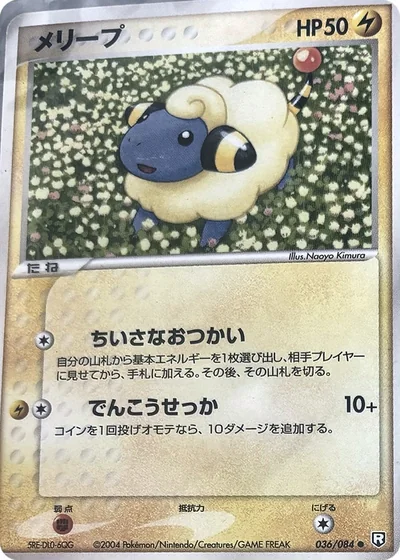 メリープ HP50
Illus.Naoyo Kimura
たね
ちいさなおつかい
自分の山札から基本エネルギーを1枚選び出し、相手プレイヤー
に見せてから、手札に加える。その後、その山札を切る。
でんこうせっか 10+
コインを1回投げオモテなら、10ダメージを追加する。
弱点 抵抗力 にげる
5RE-DL0-6QG ©2004 Pokémon/Nintendo/Creatures/GAME FREAK 036/084 ● R